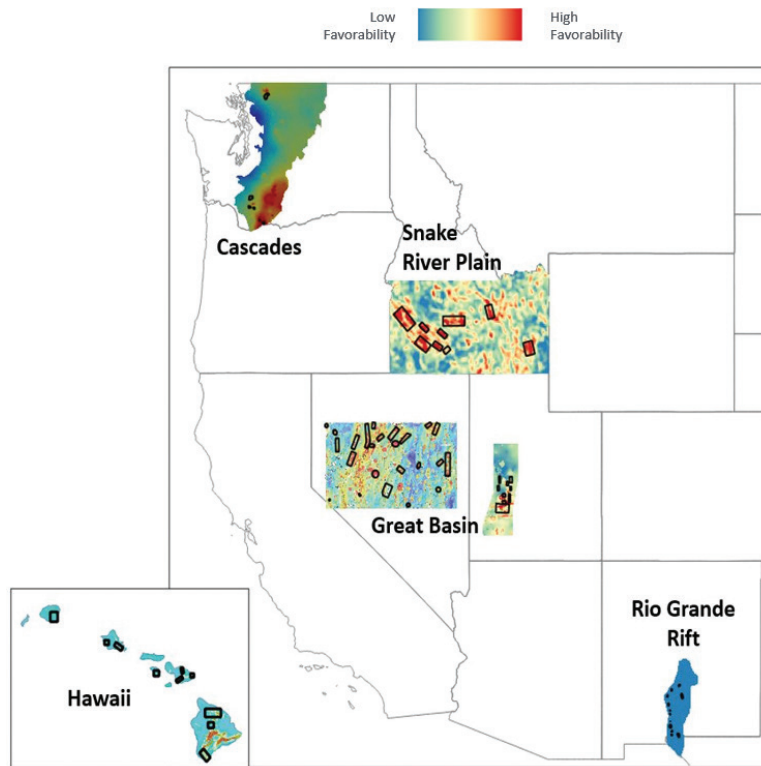 Low
Favorability
High
Favorability
Cascades
Snake
River Plain
Great Basin
Rio Grande
Rift
Hawaii